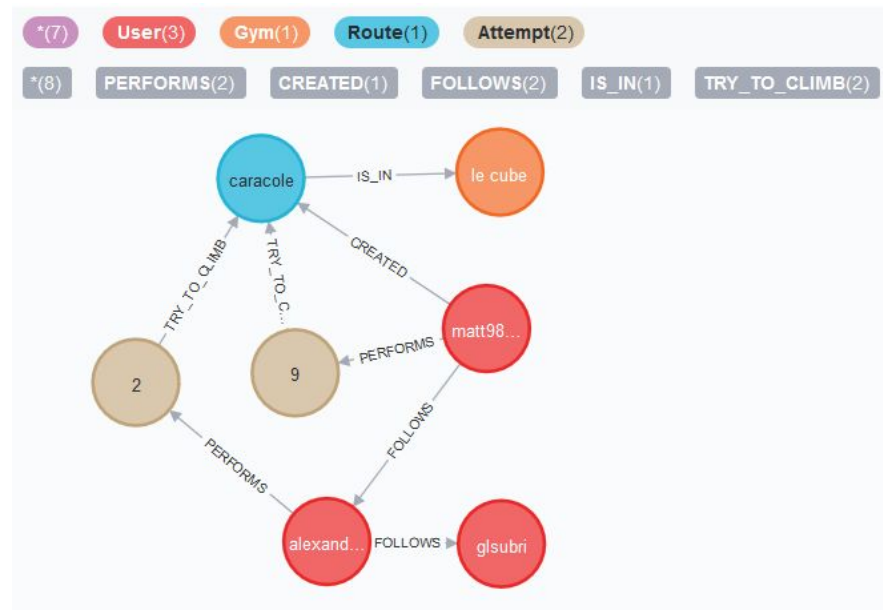 *(7) User(3) Gym(1) Route(1) Attempt(2)
*(8) PERFORMS(2) CREATED(1) FOLLOWS(2) IS_IN(1) TRY_TO_CLIMB(2)
caracole
IS_IN
le cube
CREATED
TRY_TO_CLIMB
TRY_TO_C...
matt98...
PERFORMS
9
2
FOLLOWS
PERFORMS
alexand...
FOLLOWS
glsubri